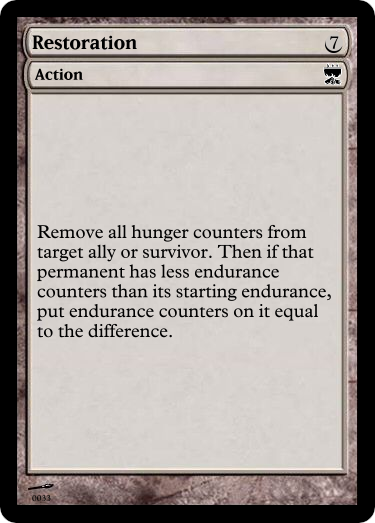 Restoration 7
Action
Remove all hunger counters from
target ally or survivor. Then if that
permanent has less endurance
counters than its starting endurance,
put endurance counters on it equal
to the difference.
0033